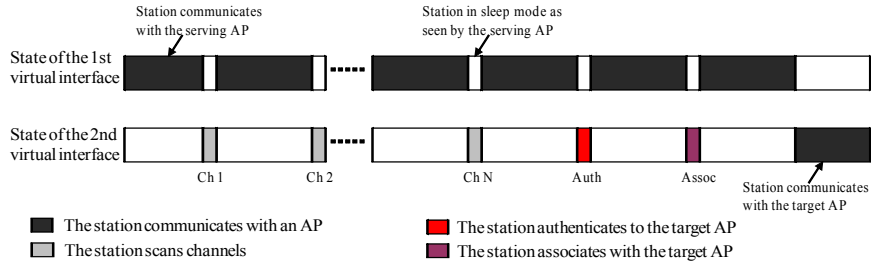 Station communicates
with the serving AP
Station in sleep mode as
seen by the serving AP
State of the 1st
virtual interface
State of the 2nd
virtual interface
Ch 1
Ch 2
Ch N
Auth
Assoc
Station communicates
with the target AP
The station communicates with an AP
The station authenticates to the target AP
The station scans channels
The station associates with the target AP